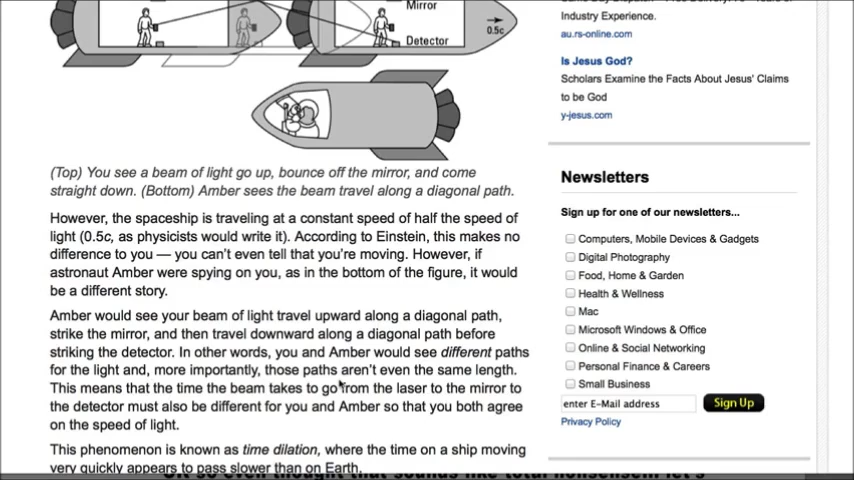 Mirror
Detector
0.5c
(Top) You see a beam of light go up, bounce off the mirror, and come
straight down. (Bottom) Amber sees the beam travel along a diagonal path.
However, the spaceship is traveling at a constant speed of half the speed of
light (0.5c, as physicists would write it). According to Einstein, this makes no
difference to you — you can't even tell that you're moving. However, if
astronaut Amber were spying on you, as in the bottom of the figure, it would
be a different story.
Amber would see your beam of light travel upward along a diagonal path,
strike the mirror, and then travel downward along a diagonal path before
striking the detector. In other words, you and Amber would see different paths
for the light and, more importantly, those paths aren't even the same length.
This means that the time the beam takes to go from the laser to the mirror to
the detector must also be different for you and Amber so that you both agree
on the speed of light.
This phenomenon is known as time dilation, where the time on a ship moving
very quickly appears to pass slower than on Earth.
Industry Experience.
au.rs-online.com
Is Jesus God?
Scholars Examine the Facts About Jesus' Claims
to be God
y-jesus.com
Newsletters
Sign up for one of our newsletters...
Computers, Mobile Devices & Gadgets
Digital Photography
Food, Home & Garden
Health & Wellness
Mac
Microsoft Windows & Office
Online & Social Networking
Personal Finance & Careers
Small Business
enter E-Mail address
Sign Up
Privacy Policy